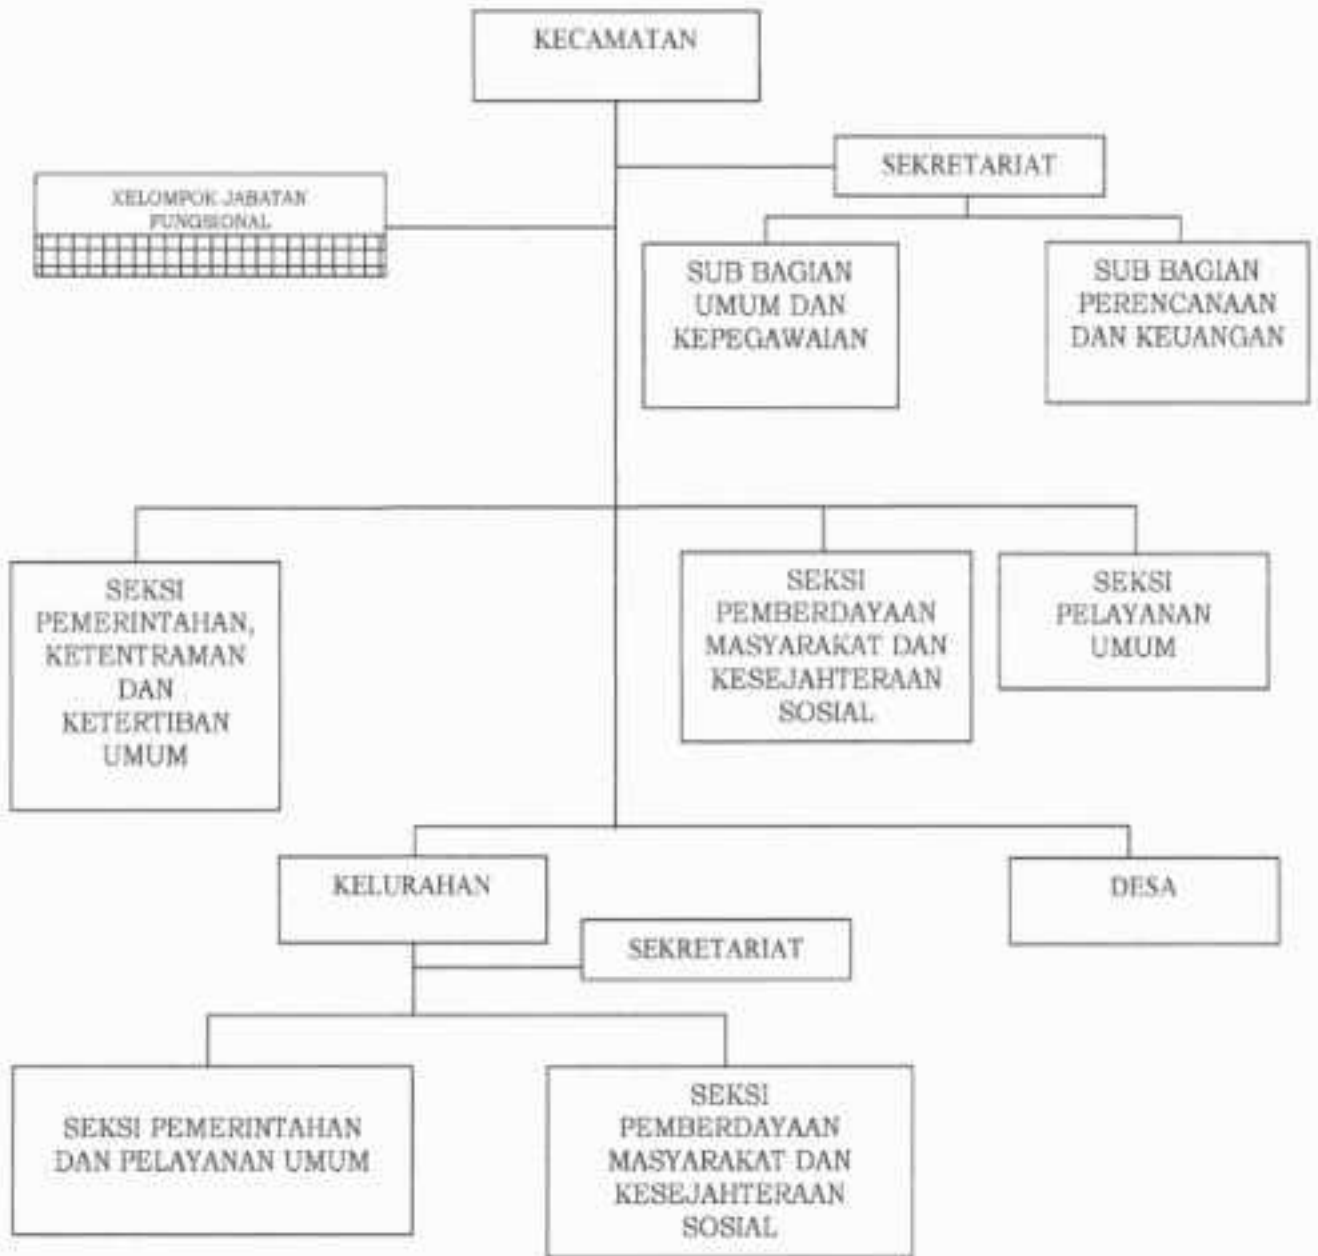 KECAMATAN
SEKRETARIAT
KELOMPOK JABATAN
FUNGSIONAL
SUB BAGIAN
UMUM DAN
KEPEGAWAIAN
SUB BAGIAN
PERENCANAAN
DAN KEUANGAN
SEKSI
PEMERINTAHAN,
KETENTRAMAN
DAN
KETERTIBAN
UMUM
SEKSI
PEMBERDAYAAN
MASYARAKAT DAN
KESEJAHTERAAN
SOSIAL
SEKSI
PELAYANAN
UMUM
KELURAHAN
DESA
SEKRETARIAT
SEKSI PEMERINTAHAN
DAN PELAYANAN UMUM
SEKSI
PEMBERDAYAAN
MASYARAKAT DAN
KESEJAHTERAAN
SOSIAL